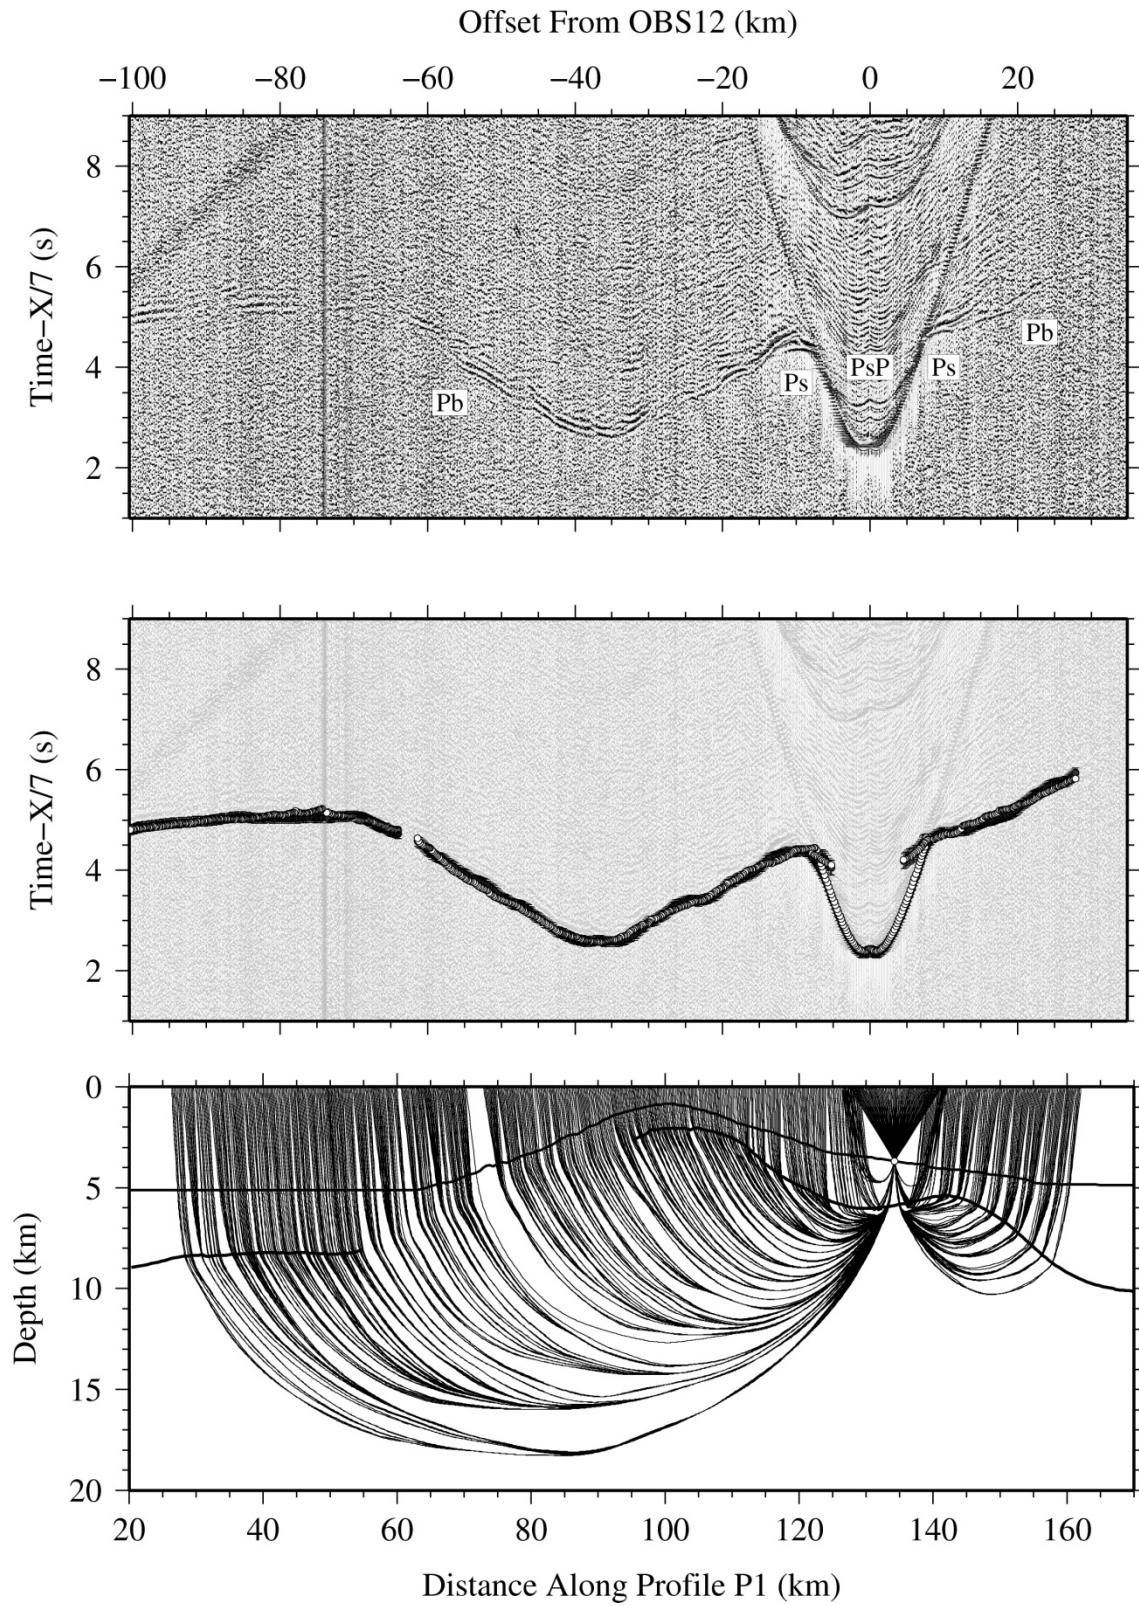 Offset From OBS12 (km)
−100 −80 −60 −40 −20 0 20
8
6
4
2
Time−X/7 (s)
Pb
Ps
PsP
Ps
Pb
8
6
4
2
Time−X/7 (s)
0
5
10
15
20
Depth (km)
20 40 60 80 100 120 140 160
Distance Along Profile P1 (km)